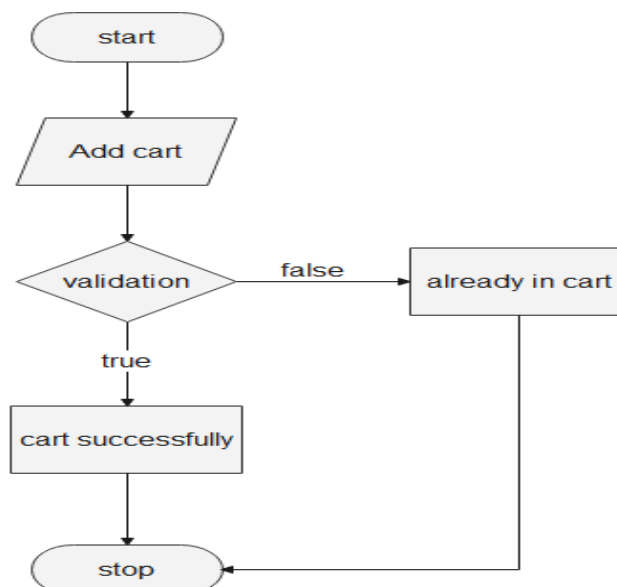 start
Add cart
validation
false
already in cart
true
cart successfully
stop